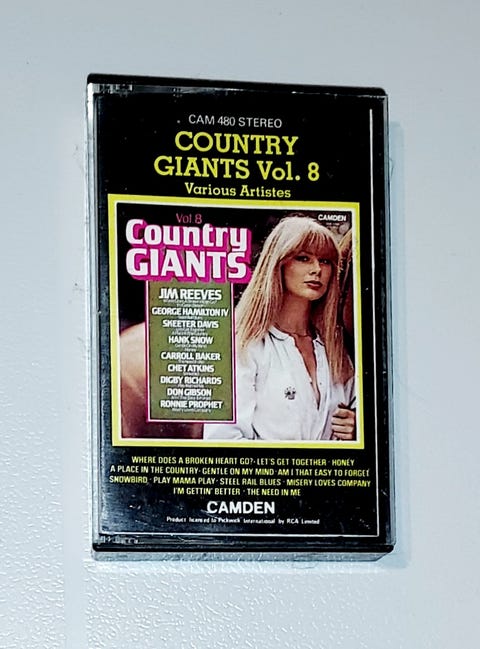 CAM 480 STEREO
COUNTRY
GIANTS Vol. 8
Various Artistes
Vol.8
CAMDEN
Country
GIANTS
JIM REEVES
GEORGE HAMILTON IV
SKEETER DAVIS
HANK SNOW
CARROLL BAKER
CHET ATKINS
DIGBY RICHARDS
DON GIBSON
RONNIE PROPHET
WHERE DOES A BROKEN HEART GO? · LET'S GET TOGETHER · HONEY
A PLACE IN THE COUNTRY · GENTLE ON MY MIND · AM I THAT EASY TO FORGET
SNOWBIRD · PLAY MAMA PLAY · STEEL RAIL BLUES · MISERY LOVES COMPANY
I'M GETTIN' BETTER · THE NEED IN ME
CAMDEN
Product licensed to Pickwick International by RCA Limited